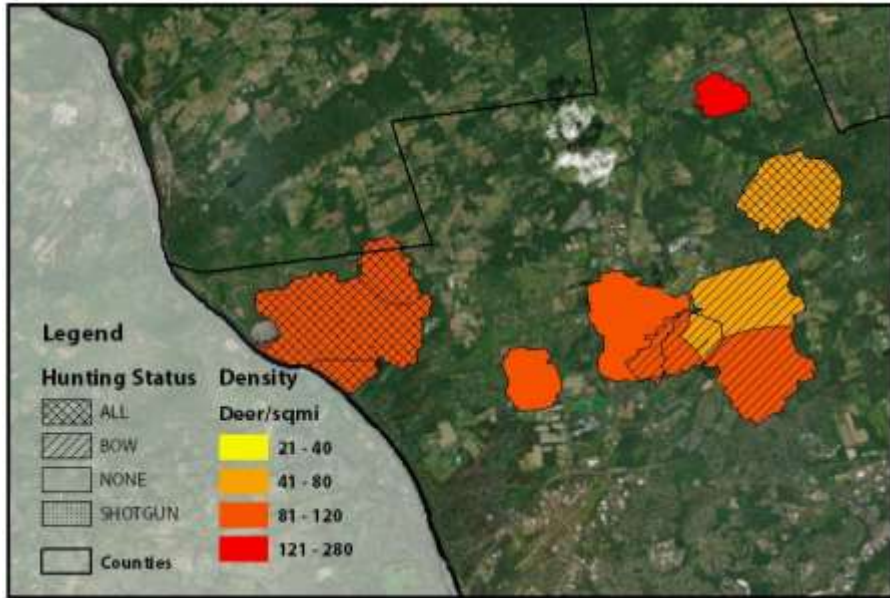 Legend
Hunting Status
ALL
BOW
NONE
SHOTGUN
Counties
Density
Deer/sqmi
21 - 40
41 - 80
81 - 120
121 - 280